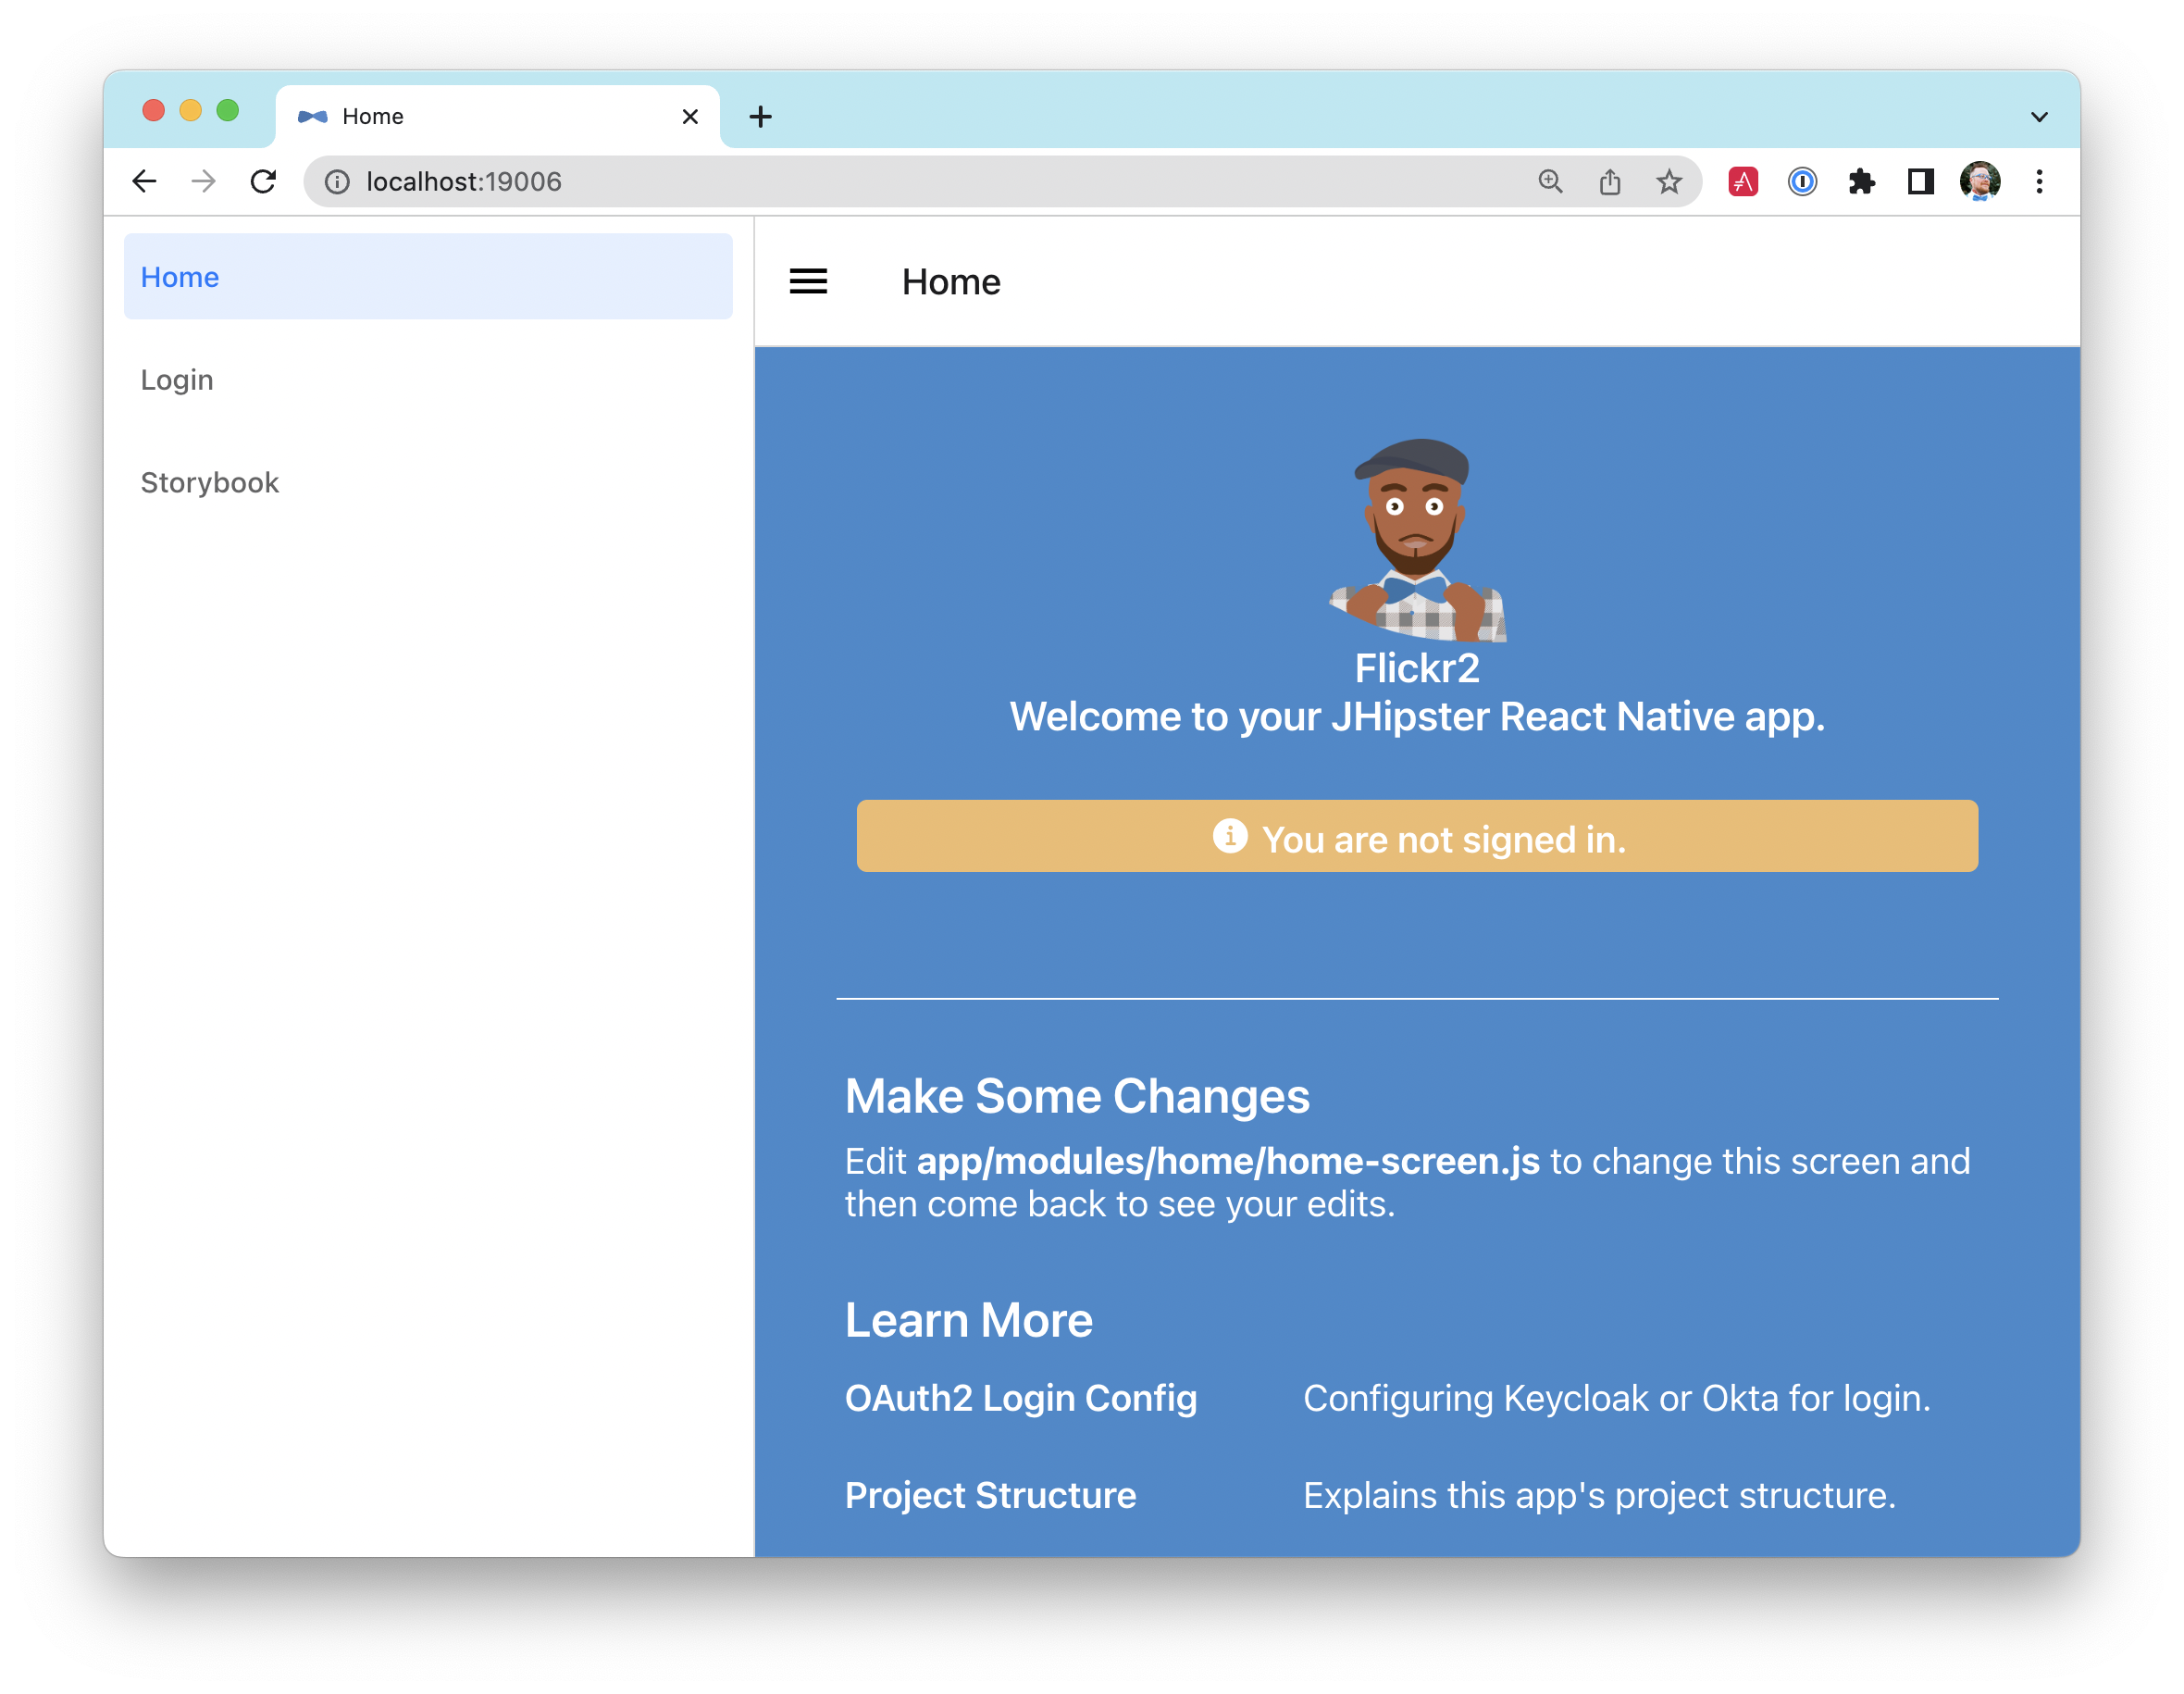 Home
localhost:19006
Home
Login
Storybook
Home
Flickr2
Welcome to your JHipster React Native app.
You are not signed in.
Make Some Changes
Edit app/modules/home/home-screen.js to change this screen and
then come back to see your edits.
Learn More
OAuth2 Login Config Configuring Keycloak or Okta for login.
Project Structure Explains this app's project structure.